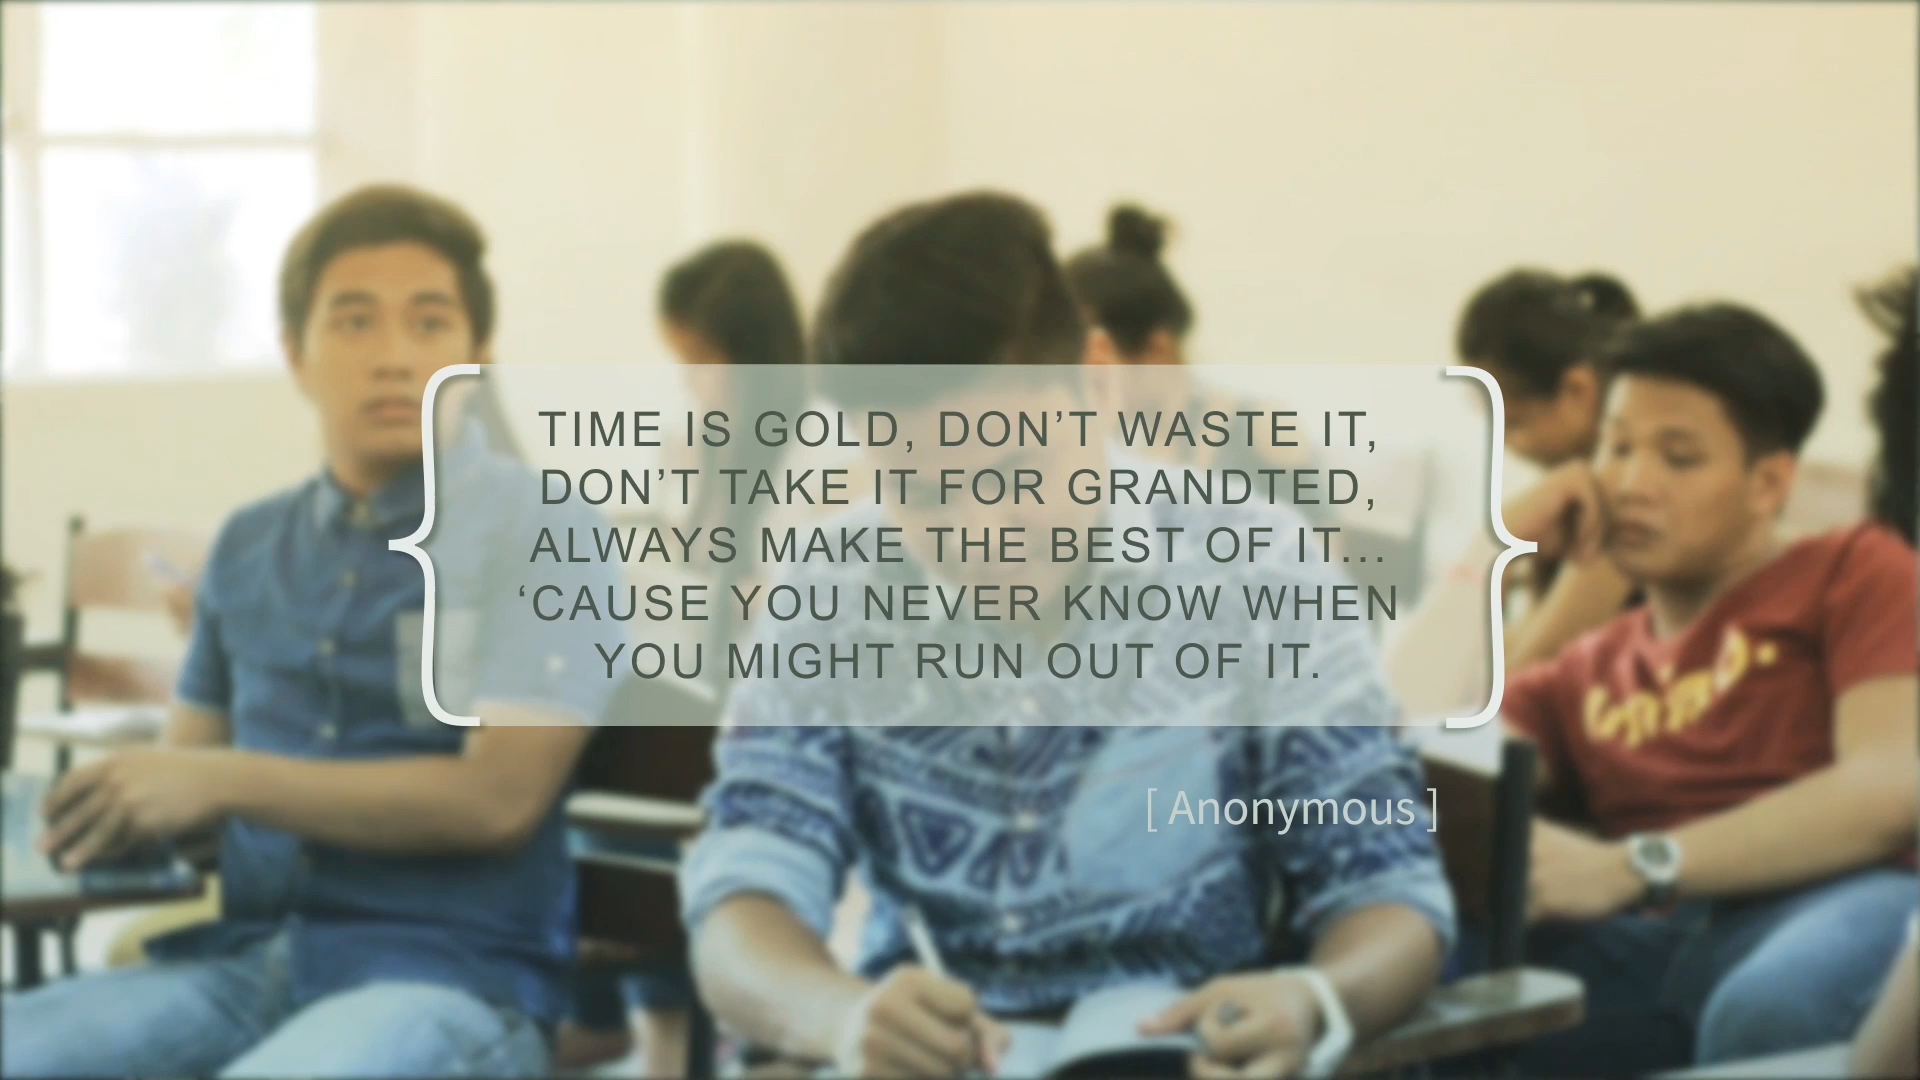 TIME IS GOLD, DON’T WASTE IT,
DON’T TAKE IT FOR GRANDTED,
ALWAYS MAKE THE BEST OF IT...
‘CAUSE YOU NEVER KNOW WHEN
YOU MIGHT RUN OUT OF IT.
[ Anonymous ]